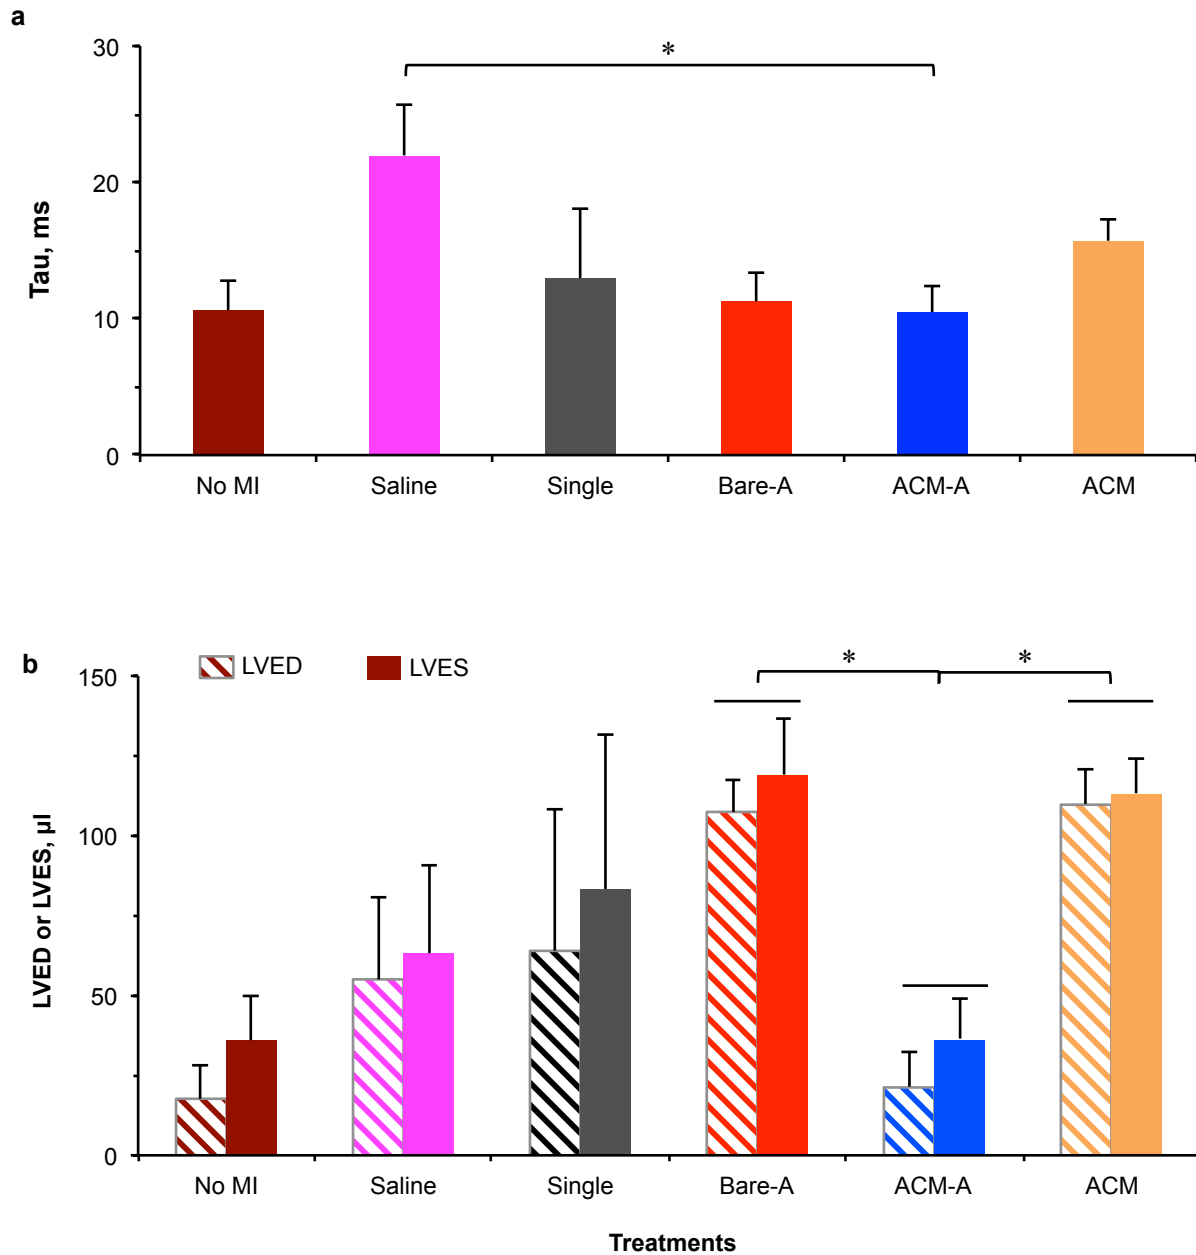 a
30
*
20
Tau, ms
10
0
No MI Saline Single Bare-A ACM-A ACM
b
LVED LVES
* *
150
100
LVED or LVES, µl
50
0
No MI Saline Single Bare-A ACM-A ACM
Treatments